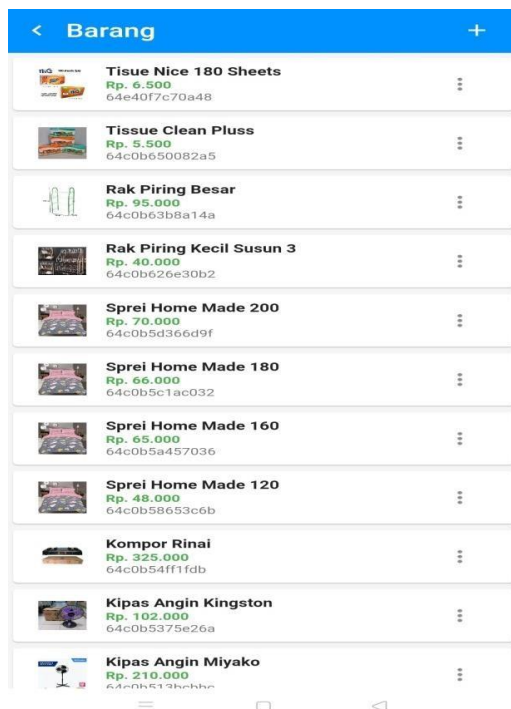 Barang
Tisue Nice 180 Sheets
Rp. 6.500
64e40f7c70a48
Tissue Clean Pluss
Rp. 5.500
64c0b650082a5
Rak Piring Besar
Rp. 95.000
64c0b63b8a14a
Rak Piring Kecil Susun 3
Rp. 40.000
64c0b626e30b2
Sprei Home Made 200
Rp. 70.000
64c0b5d366d9f
Sprei Home Made 180
Rp. 66.000
64c0b5c1ac032
Sprei Home Made 160
Rp. 65.000
64c0b5a457036
Sprei Home Made 120
Rp. 48.000
64c0b58653c6b
Kompor Rinai
Rp. 325.000
64c0b54ff1fdb
Kipas Angin Kingston
Rp. 102.000
64c0b5375e26a
Kipas Angin Miyako
Rp. 210.000
64c0b513bcbbc